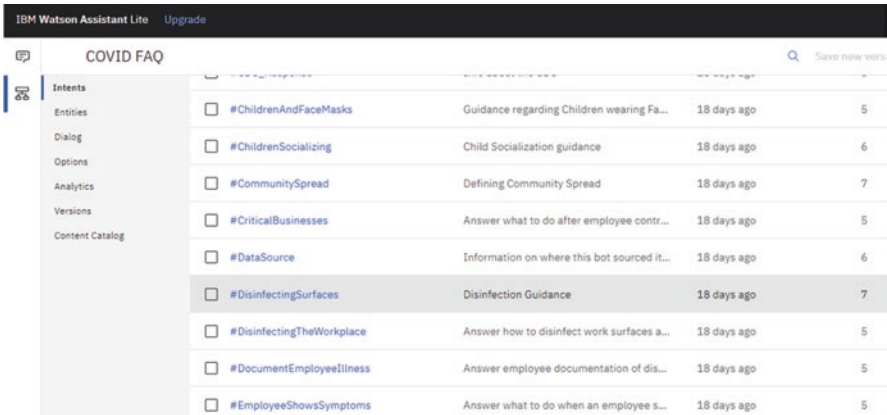 IBM Watson Assistant Lite Upgrade
COVID FAQ
Save new vers
Intents
Entities
Dialog
Options
Analytics
Versions
Content Catalog
#ChildrenAndFaceMasks Guidance regarding Children wearing Fa... 18 days ago 5
#ChildrenSocializing Child Socialization guidance 18 days ago 6
#CommunitySpread Defining Community Spread 18 days ago 7
#CriticalBusinesses Answer what to do after employee contr... 18 days ago 5
#DataSource Information on where this bot sourced it... 18 days ago 6
#DisinfectingSurfaces Disinfection Guidance 18 days ago 7
#DisinfectingTheWorkplace Answer how to disinfect work surfaces a... 18 days ago 5
#DocumentEmployeeIllness Answer employee documentation of dis... 18 days ago 5
#EmployeeShowsSymptoms Answer what to do when an employee s... 18 days ago 5